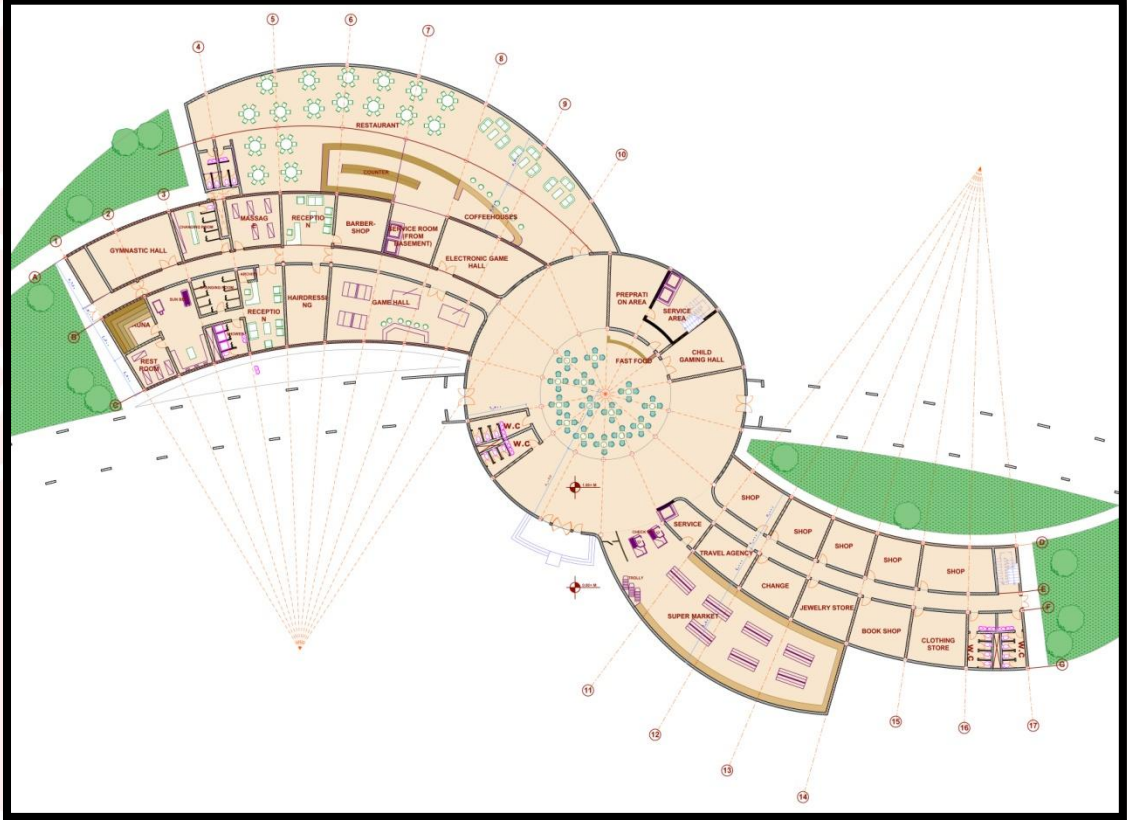 5
6
4
7
8
9
10
RESTAURANT
COUNTER
3
2
1
A
B
C
GYMNASTIC HALL
MASSAG
E
RECEPTIO
N
BARBER-
SHOP
SERVICE ROOM
(FROM
BASEMENT)
COFFEEHOUSES
ELECTRONIC GAME
HALL
RECEPTIO
N
HAIRDRESSI
NG
GAME HALL
REST
ROOM
PREPRATI
ON AREA
SERVICE
AREA
FAST FOOD
CHILD
GAMING HALL
W.C
W.C
SERVICE
TRAVEL AGENCY
CHANGE
JEWELRY STORE
BOOK SHOP
CLOTHING
STORE
SHOP
SHOP
SHOP
SHOP
SHOP
W.C
W.C
TROLLY
SUPER MARKET
D
E
F
G
11
12
13
14
15
16
17